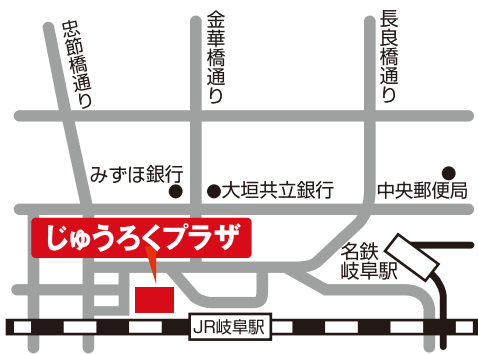 忠節橋通り
金華橋通り
長良橋通り
みずほ銀行
大垣共立銀行
中央郵便局
じゅうろくプラザ
名鉄
岐阜駅
JR岐阜駅